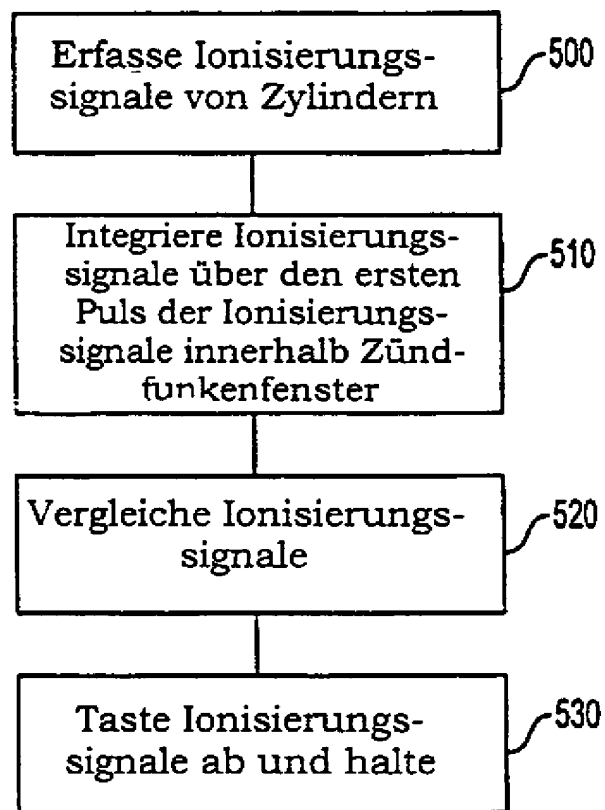 Erfasse Ionisierungs-
signale von Zylindern
500
Integriere Ionisierungs-
signale über den ersten
Puls der Ionisierungs-
signale innerhalb Zünd-
funkenfenster
510
Vergleiche Ionisierungs-
signale
520
Taste Ionisierungs-
signale ab und halte
530